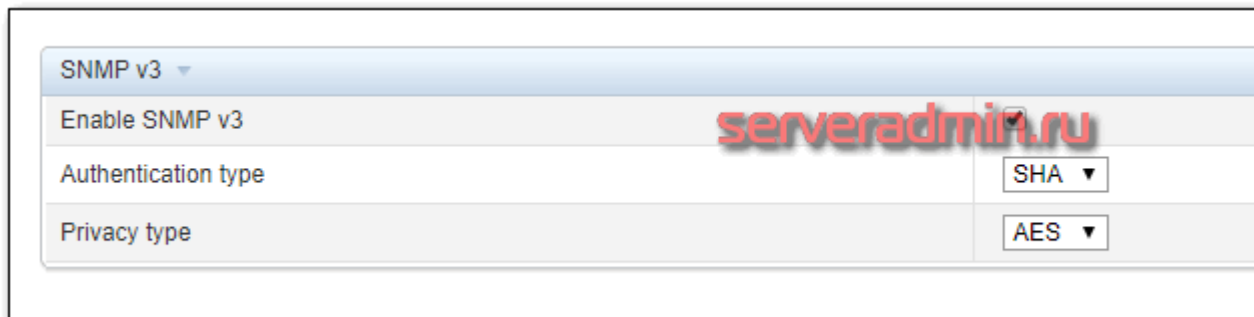 SNMP v3
Enable SNMP v3
serveradmin.ru
Authentication type
SHA
Privacy type
AES